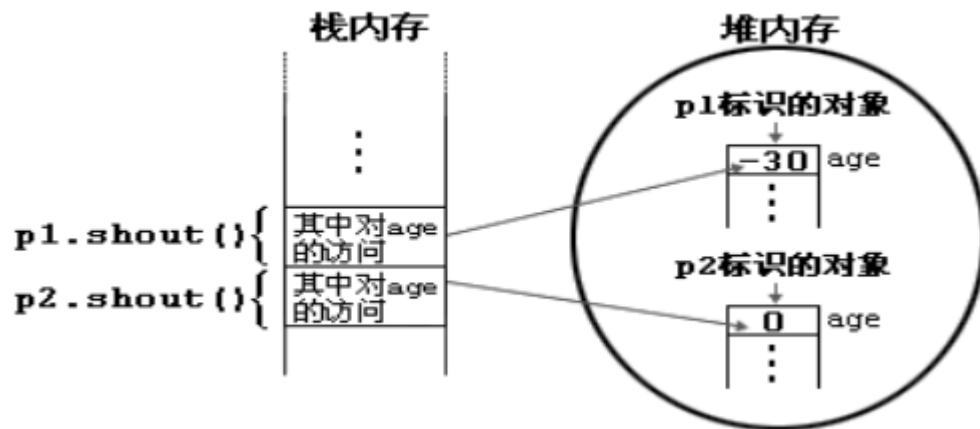 栈内存
堆内存
p1标识的对象
-30 age
p1.shout()
其中对age
的访问
p2.shout()
其中对age
的访问
p2标识的对象
0 age